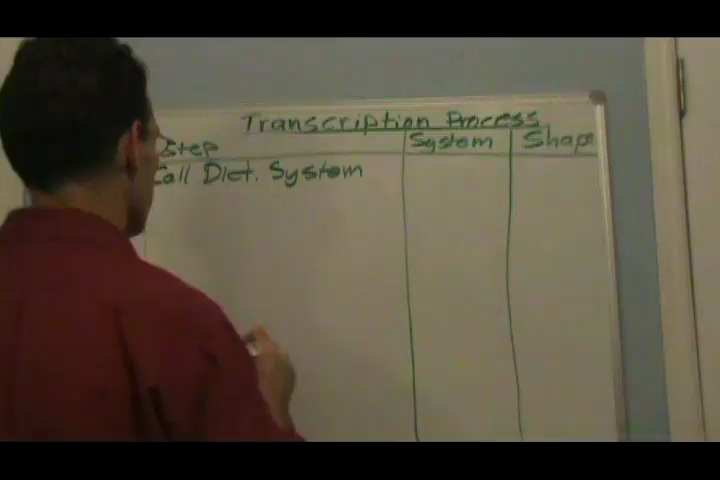 Transcription Process
Step System Shape
Call Dict. System